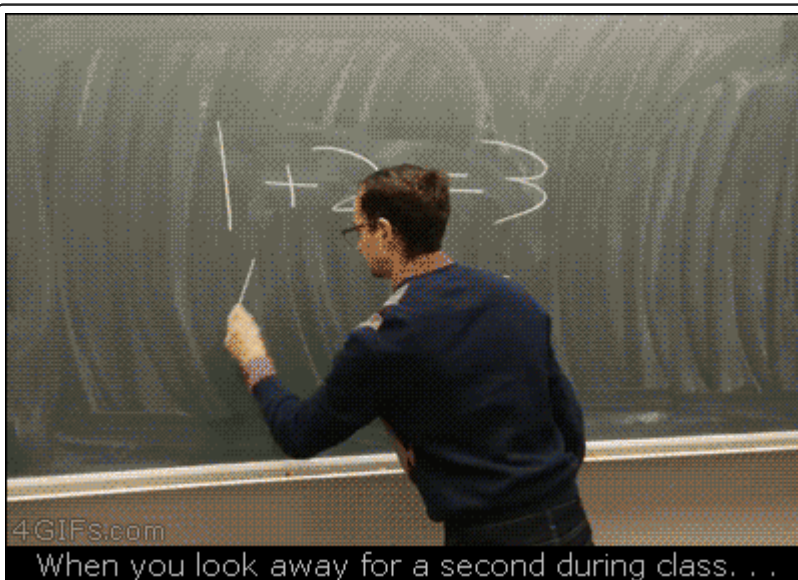 1 + 2 = 3
4GIFs.com
When you look away for a second during class. . .